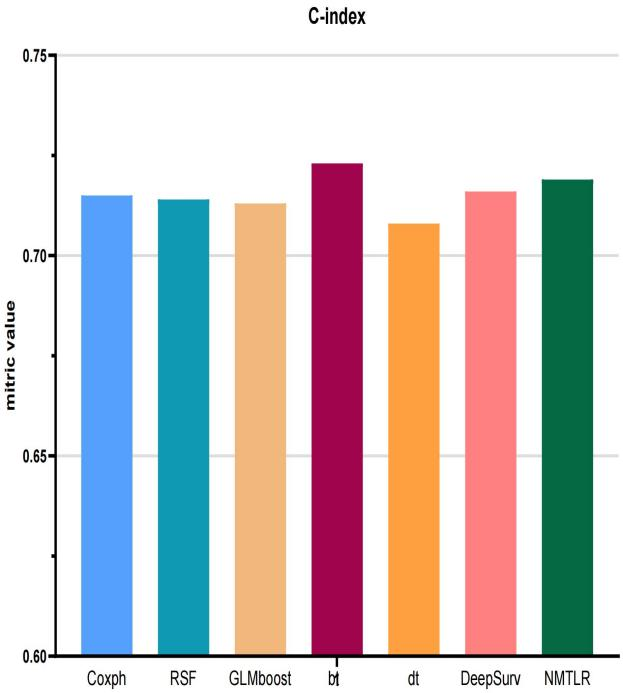 C-index
0.75
0.70
0.65
0.60
mitric value
Coxph RSF GLMboost bt dt DeepSurv NMTLR